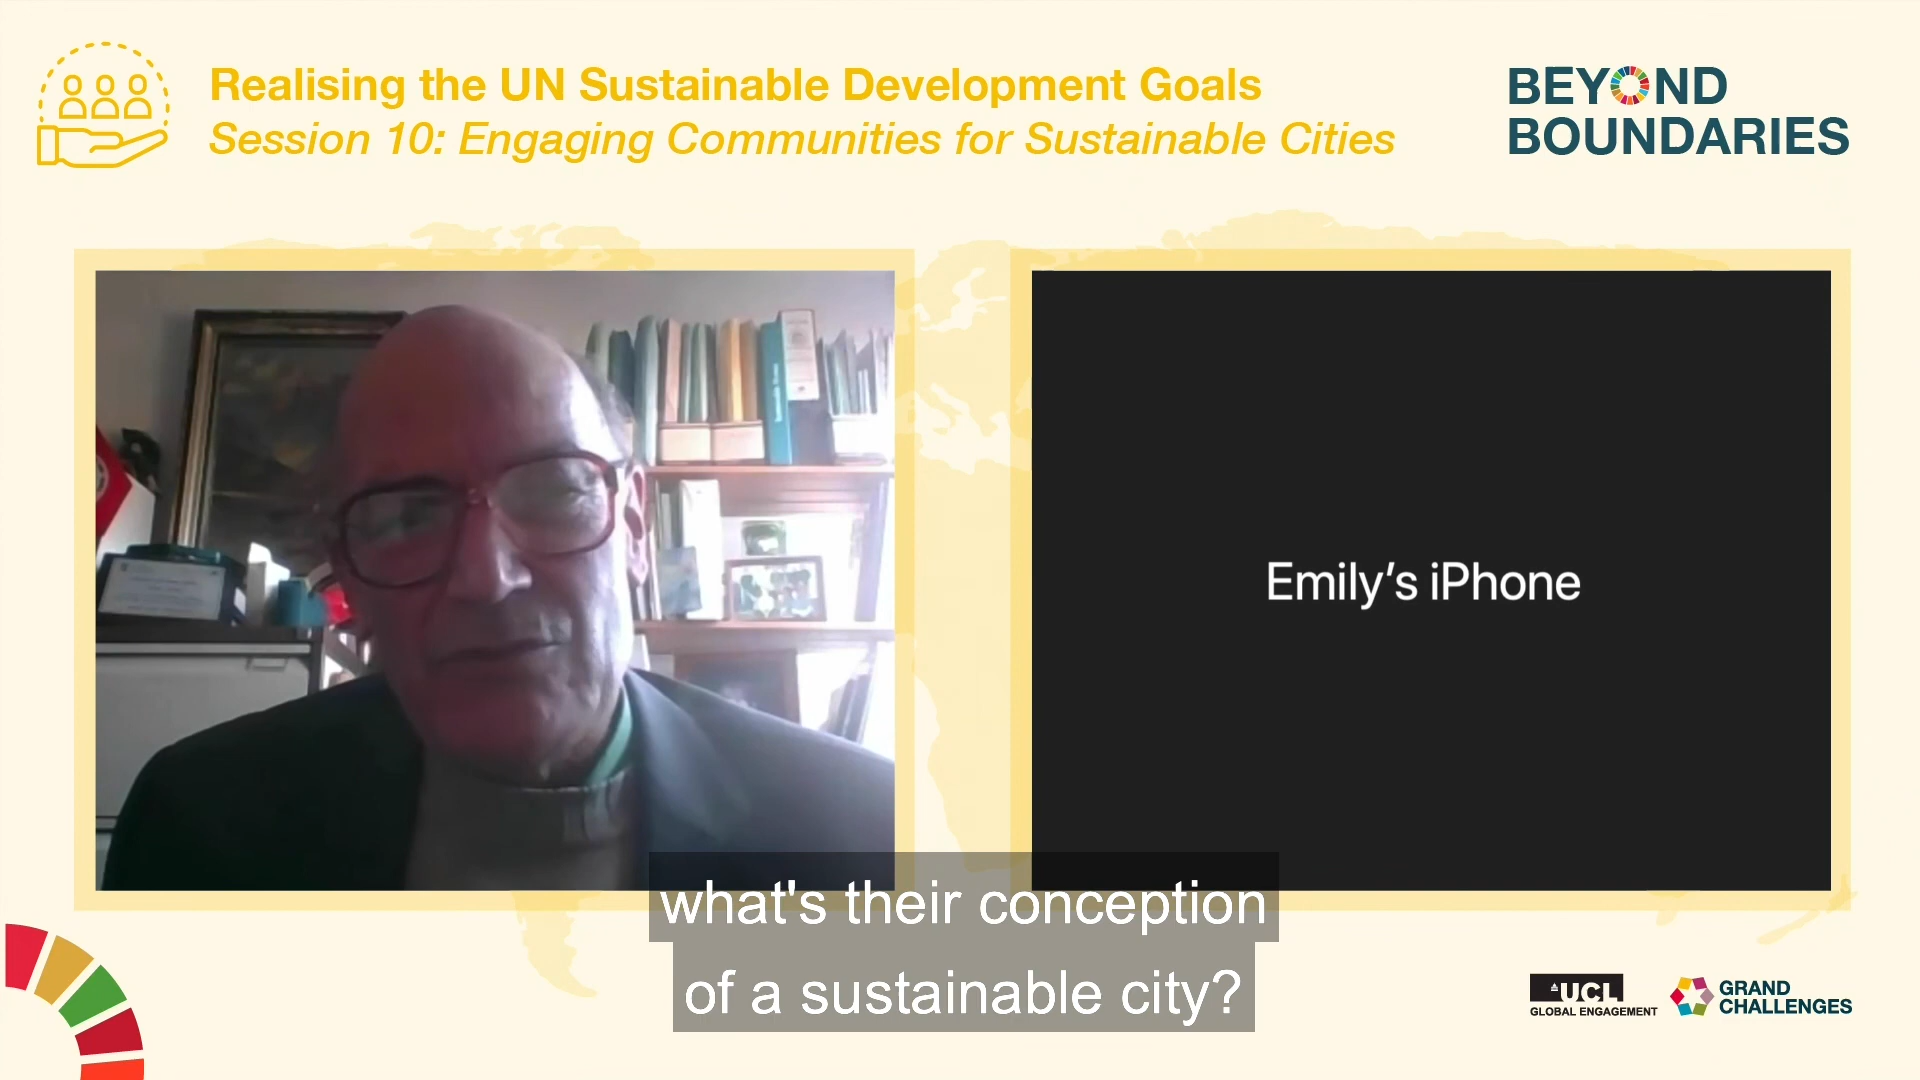 Realising the UN Sustainable Development Goals
Session 10: Engaging Communities for Sustainable Cities
BEYOND
BOUNDARIES
Emily's iPhone
what's their conception
of a sustainable city?
UCL
GLOBAL ENGAGEMENT
GRAND
CHALLENGES